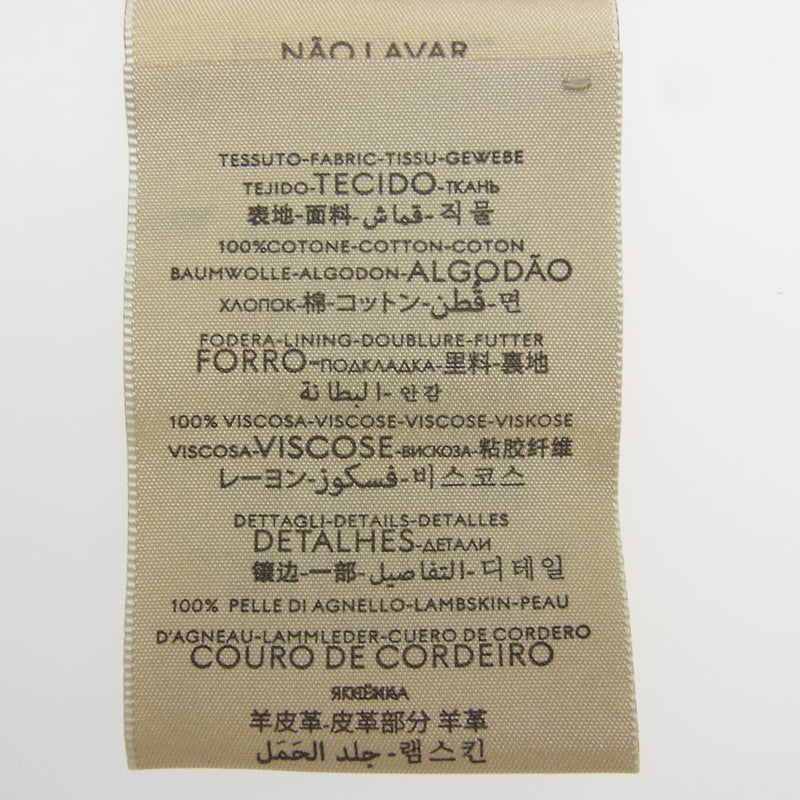 NÃO LAVAR
TESSUTO-FABRIC-TISSU-GEWEBE
TEJIDO-TECIDO-ТКАНЬ
表地-面料-قماش-직물
100%COTONE-COTTON-COTON
BAUMWOLLE-ALGODON-ALGODÃO
ХЛОПОК-棉-コットン-قُطن-면
FODERA-LINING-DOUBLURE-FUTTER
FORRO-ПОДКЛАДКА-里料-裏地
البطانة-안감
100% VISCOSA-VISCOSE-VISCOSE-VISKOSE
VISCOSA-VISCOSE-ВИСКОЗА-粘胶纤维
レーヨン-فسكوز-비스코스
DETTAGLI-DETAILS-DETALLES
DETALHES-ДЕТАЛИ
镶边-一部-التفاصيل-디테일
100% PELLE DI AGNELLO-LAMBSKIN-PEAU
D'AGNEAU-LAMMLEDER-CUERO DE CORDERO
COURO DE CORDEIRO
羊皮革-皮革部分 羊革
جلد الحَمَل-램스킨